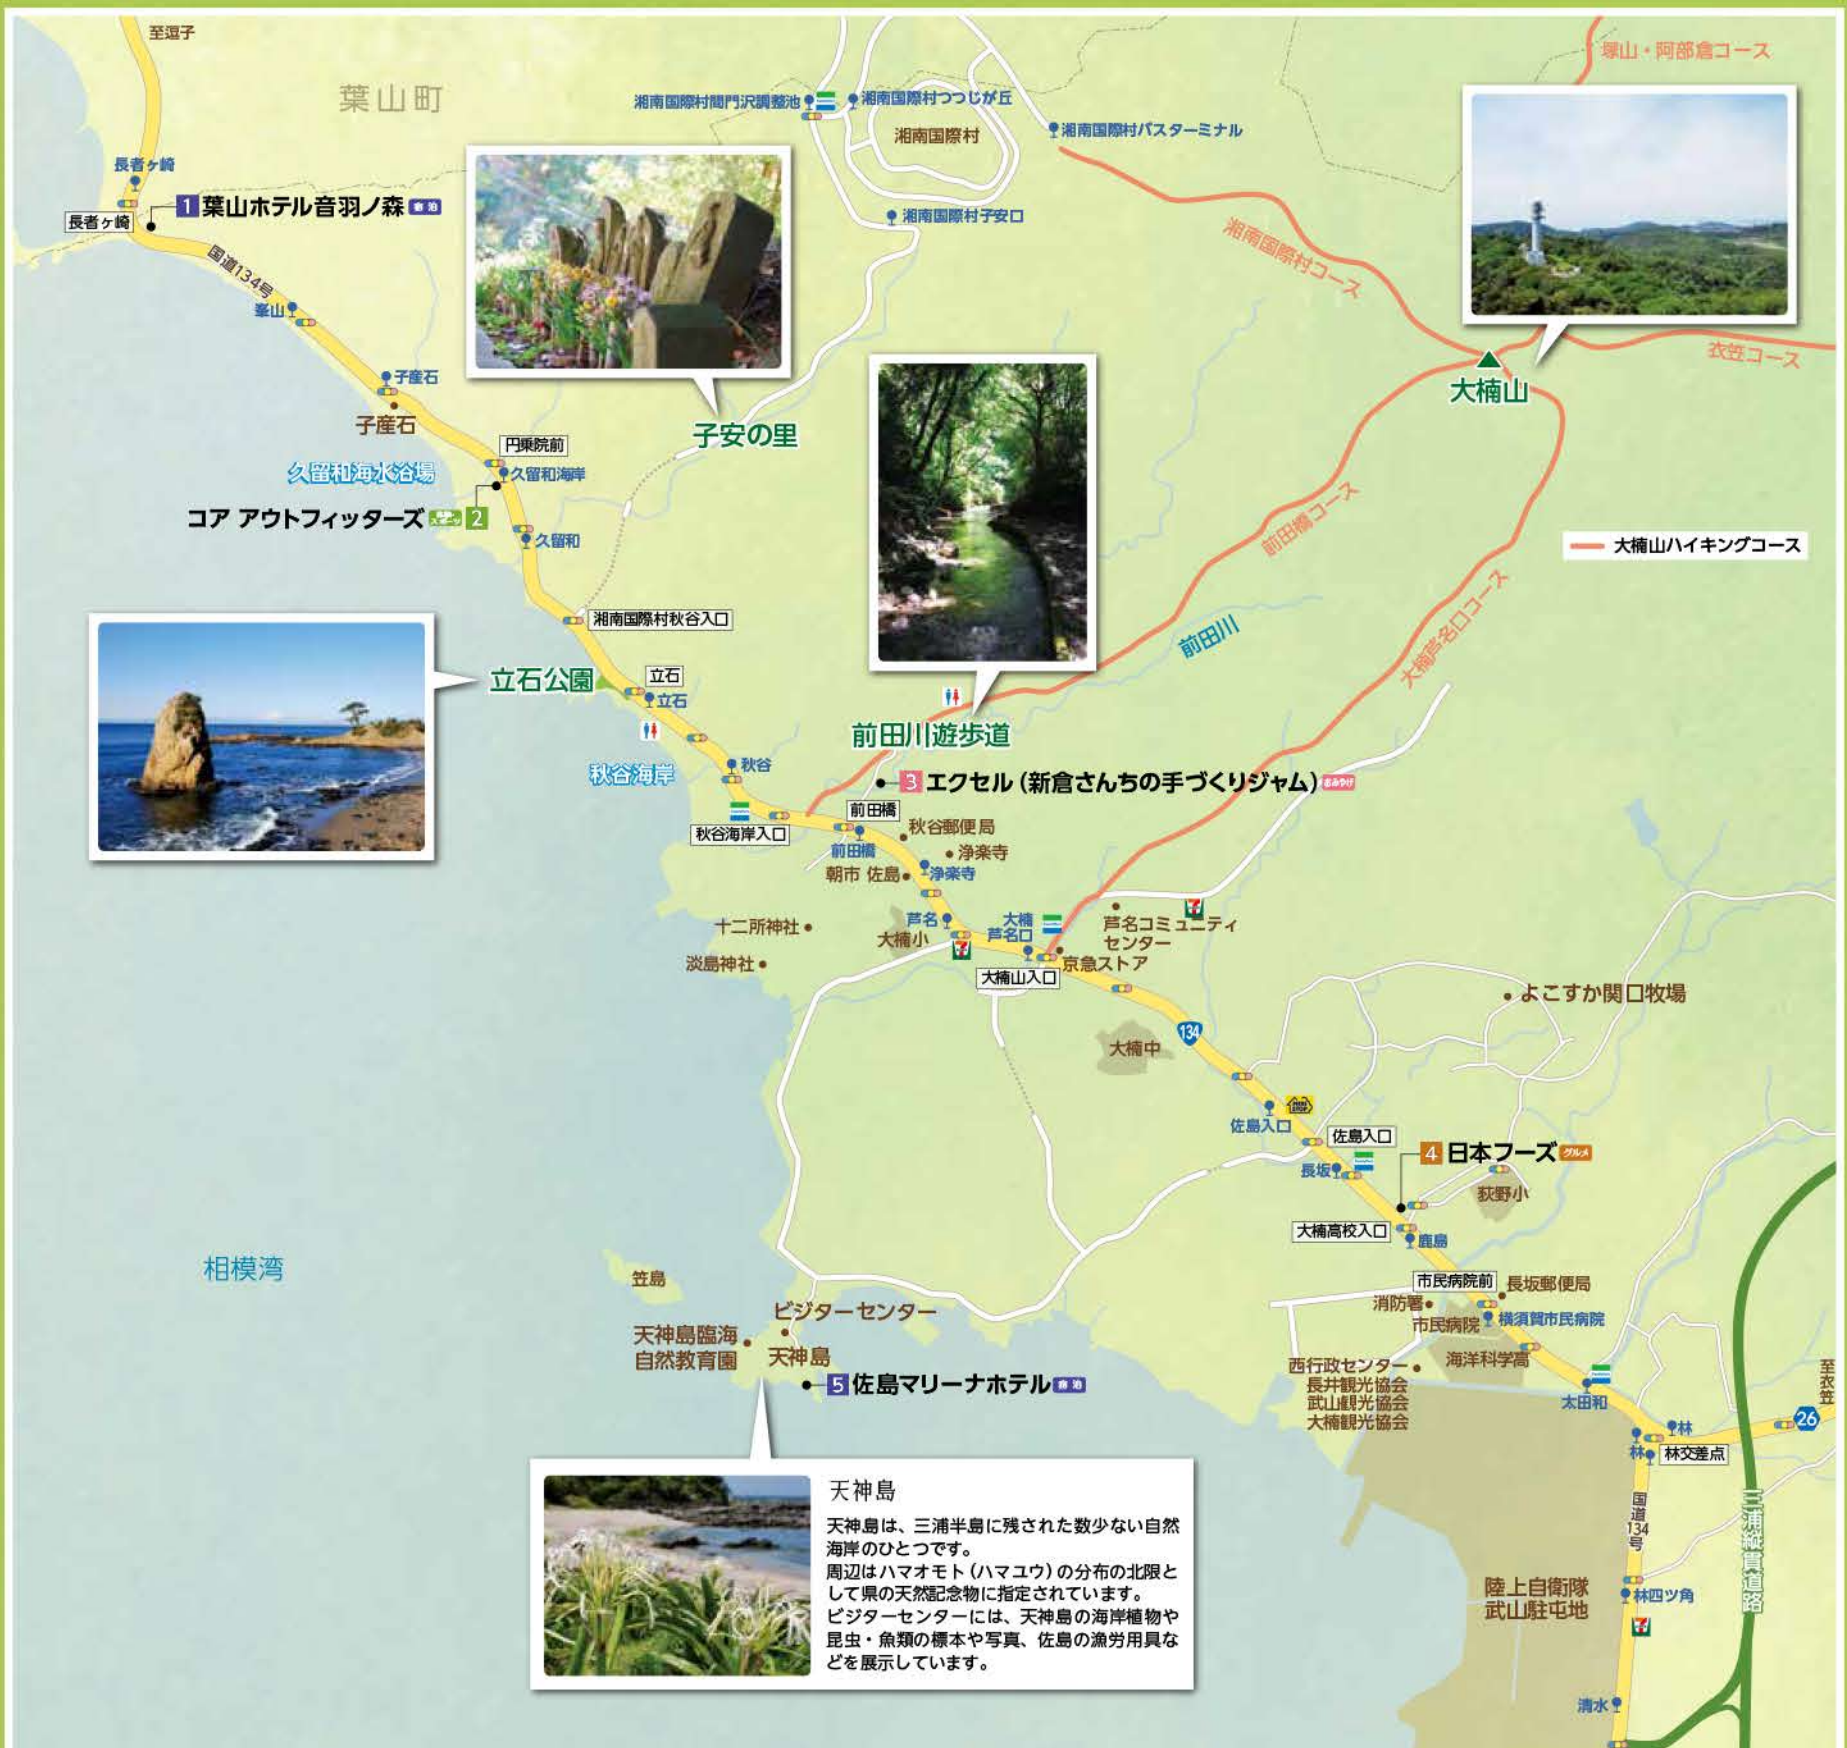 至逗子
葉山町
塚山・阿部倉コース
湘南国際村間門沢調整池
湘南国際村つつじが丘
湘南国際村
湘南国際村バスターミナル
長者ヶ崎
長者ヶ崎
1 葉山ホテル音羽ノ森 宿泊
湘南国際村子安口
湘南国際村コース
国道134号
峯山
衣笠コース
大楠山
子産石
子産石
子安の里
円乗院前
久留和海水浴場
久留和海岸
コア アウトフィッターズ 2
久留和
前田橋コース
大楠山ハイキングコース
湘南国際村秋谷入口
前田川
大楠芦名口コース
立石公園
立石
立石
前田川遊歩道
秋谷海岸
秋谷
3 エクセル(新倉さんちの手づくりジャム) おみやげ
前田橋
秋谷海岸入口
秋谷郵便局
前田橋
浄楽寺
朝市 佐島
浄楽寺
十二所神社
芦名
大楠小
大楠
芦名口
7
芦名コミュニティ
センター
7
淡島神社
大楠山入口
京急ストア
よこすか関口牧場
134
大楠中
MINI
STOP
佐島入口
佐島入口
長坂
4 日本フーズ グルメ
荻野小
大楠高校入口
鹿島
相模湾
笠島
市民病院前
長坂郵便局
消防署
市民病院
横須賀市民病院
ビジターセンター
天神島臨海
自然教育園
天神島
5 佐島マリーナホテル 宿泊
海洋科学高
西行政センター
長井観光協会
武山観光協会
大楠観光協会
太田和
至衣笠
26
林
林
林交差点
天神島
天神島は、三浦半島に残された数少ない自然
海岸のひとつです。
周辺はハマオモト(ハマユウ)の分布の北限と
して県の天然記念物に指定されています。
ビジターセンターには、天神島の海岸植物や
昆虫・魚類の標本や写真、佐島の漁労用具な
どを展示しています。
国道134号
三浦縦貫道路
陸上自衛隊
武山駐屯地
林四ツ角
7
清水